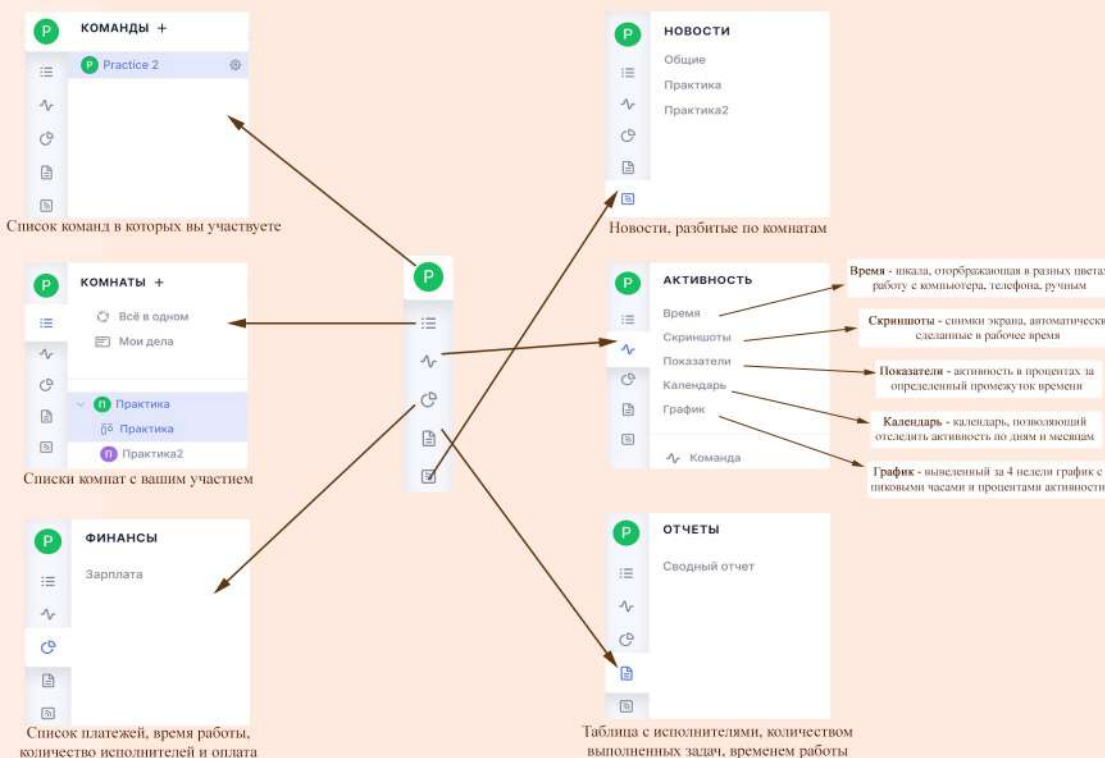 P
КОМАНДЫ +
P Practice 2
Список команд в которых вы участвуете
P
НОВОСТИ
Общие
Практика
Практика2
Новости, разбитые по комнатам
P
P
КОМНАТЫ +
Всё в одном
Мои дела
П Практика
Практика
П Практика2
Списки комнат с вашим участием
P
АКТИВНОСТЬ
Время
Скриншоты
Показатели
Календарь
График
Команда
Время - шкала, оторбражающая в разных цветах
работу с компьютера, телефона, ручным
Скриншоты - снимки экрана, автоматически
сделанные в рабочее время
Показатели - активность в процентах за
определенный промежуток времени
Календарь - календарь, позволяющий
отследить активность по дням и месяцам
График - выведенный за 4 недели график с
пиковыми часами и процентами активности
P
ФИНАНСЫ
Зарплата
Список платежей, время работы,
количество исполнителей и оплата
P
ОТЧЕТЫ
Сводный отчет
Таблица с исполнителями, количеством
выполненных задач, временем работы